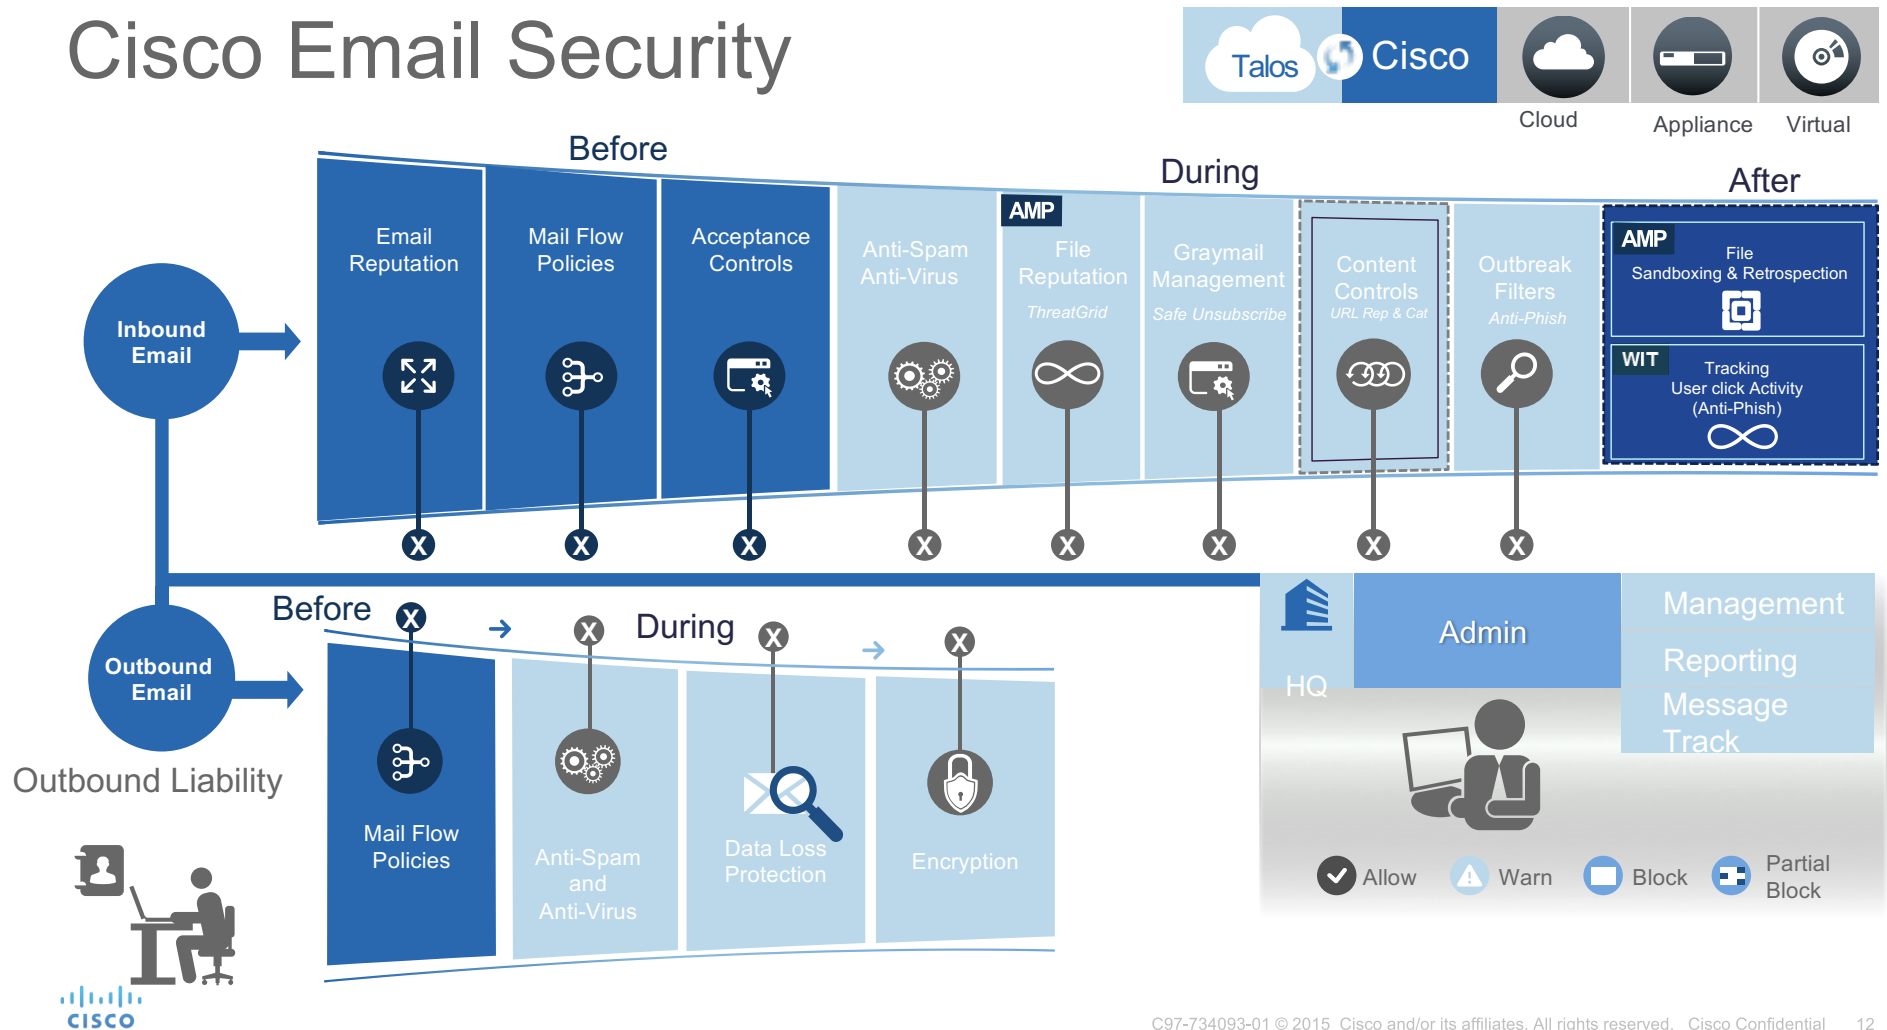 Cisco Email Security
Talos
Cisco
Cloud
Appliance
Virtual
Before
During
After
Inbound
Email
Email
Reputation
X
Mail Flow
Policies
X
Acceptance
Controls
X
Anti-Spam
Anti-Virus
X
AMP
File
Reputation
ThreatGrid
X
Graymail
Management
Safe Unsubscribe
X
Content
Controls
URL Rep & Cat
X
Outbreak
Filters
Anti-Phish
X
AMP
File
Sandboxing & Retrospection
WIT
Tracking
User click Activity
(Anti-Phish)
Before
During
Outbound
Email
Outbound Liability
X
Mail Flow
Policies
X
Anti-Spam
and
Anti-Virus
X
Data Loss
Protection
X
Encryption
HQ
Admin
Management
Reporting
Message
Track
Allow
Warn
Block
Partial
Block
CISCO
C97-734093-01 © 2015 Cisco and/or its affiliates. All rights reserved. Cisco Confidential 12